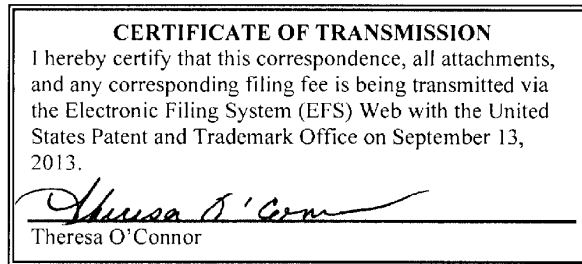 CERTIFICATE OF TRANSMISSION
I hereby certify that this correspondence, all attachments,
and any corresponding filing fee is being transmitted via
the Electronic Filing System (EFS) Web with the United
States Patent and Trademark Office on September 13,
2013.
Theresa O'Connor
Theresa O’Connor